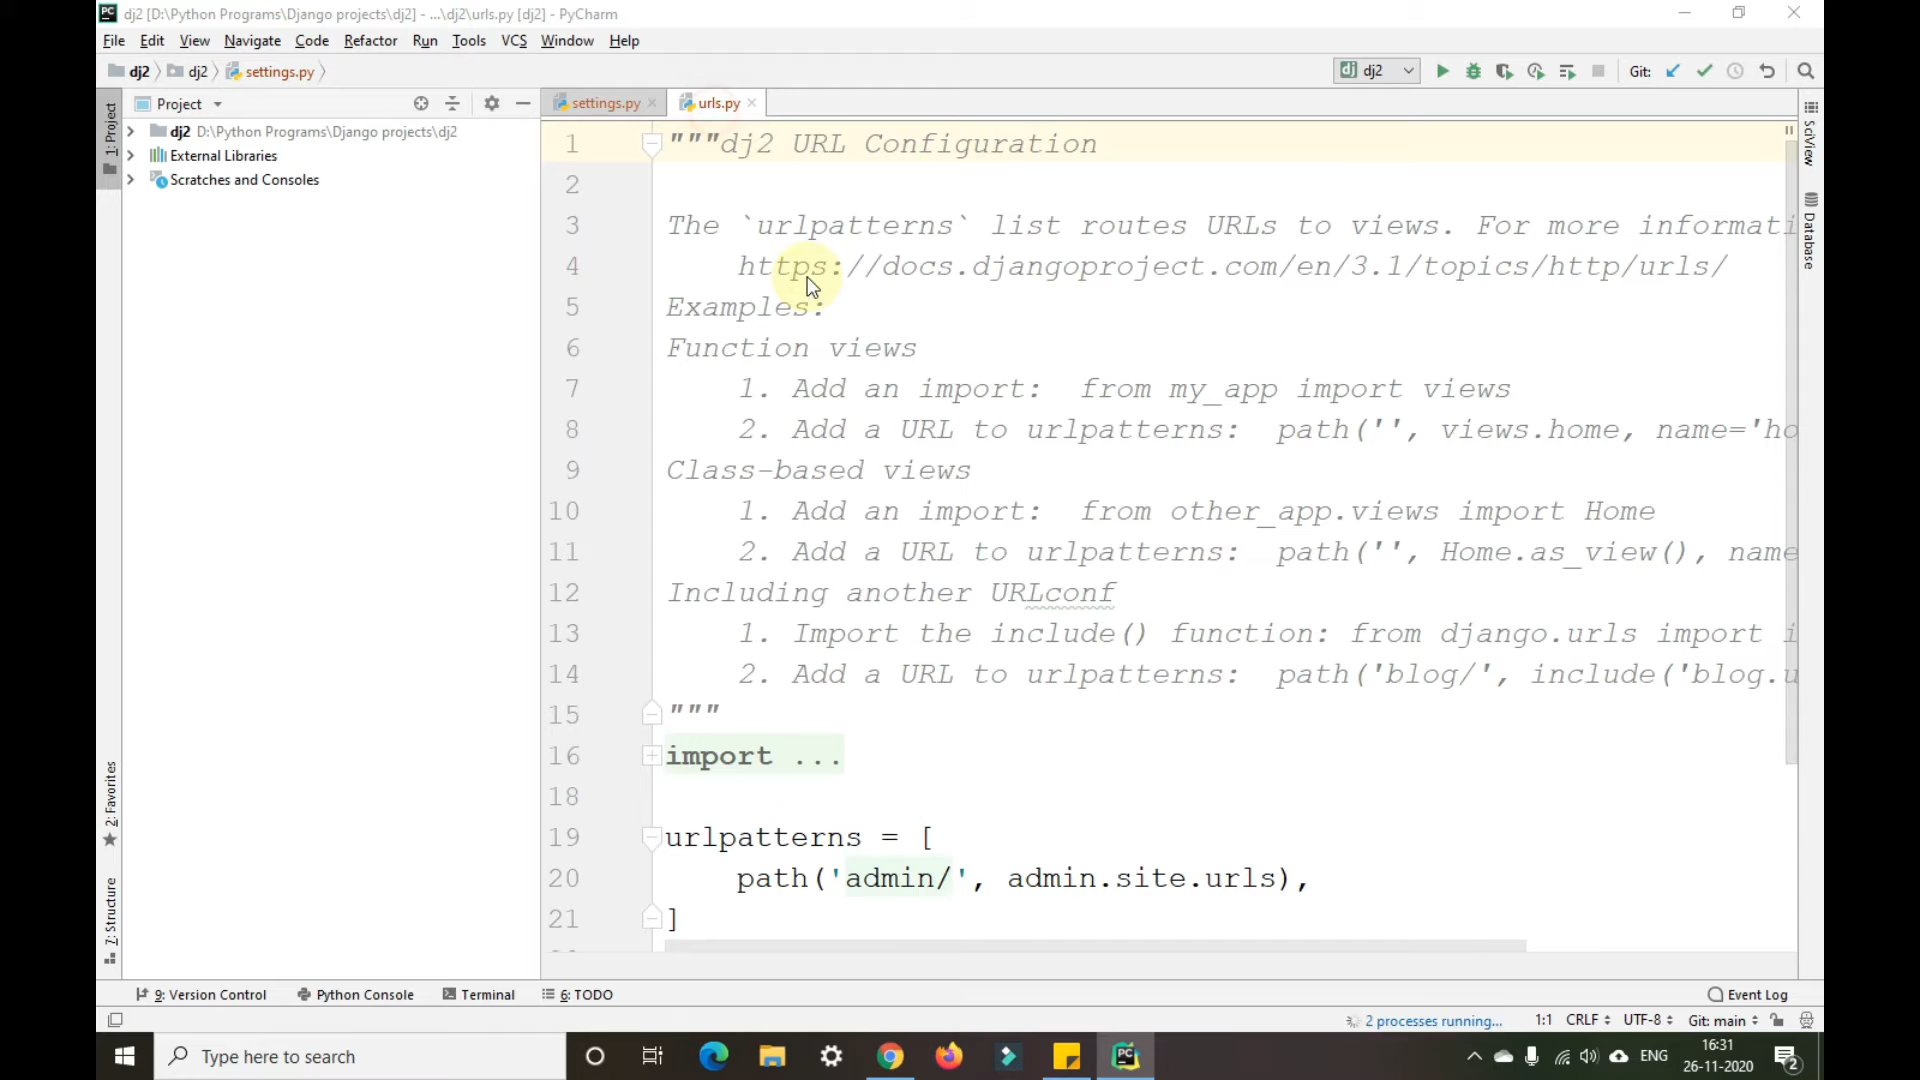 dj2 [D:\Python Programs\Django projects\dj2] - ...\dj2\urls.py [dj2] - PyCharm
File Edit View Navigate Code Refactor Run Tools VCS Window Help
dj2 dj2 settings.py
dj dj2
Git:
1: Project
Project
settings.py
urls.py
dj2 D:\Python Programs\Django projects\dj2
External Libraries
Scratches and Consoles
1 """dj2 URL Configuration
2
3 The `urlpatterns` list routes URLs to views. For more informati
4 https://docs.djangoproject.com/en/3.1/topics/http/urls/
5 Examples:
6 Function views
7 1. Add an import:  from my_app import views
8 2. Add a URL to urlpatterns:  path('', views.home, name='ho
9 Class-based views
10 1. Add an import:  from other_app.views import Home
11 2. Add a URL to urlpatterns:  path('', Home.as_view(), name
12 Including another URLconf
13 1. Import the include() function: from django.urls import i
14 2. Add a URL to urlpatterns:  path('blog/', include('blog.u
15 """
16 import ...
18
19 urlpatterns = [
20 path('admin/', admin.site.urls),
21 ]
SciView
Database
2: Favorites
7: Structure
9: Version Control Python Console Terminal 6: TODO Event Log
2 processes running... 1:1 CRLF UTF-8 Git: main
Type here to search
PC
ENG
16:31
26-11-2020
2